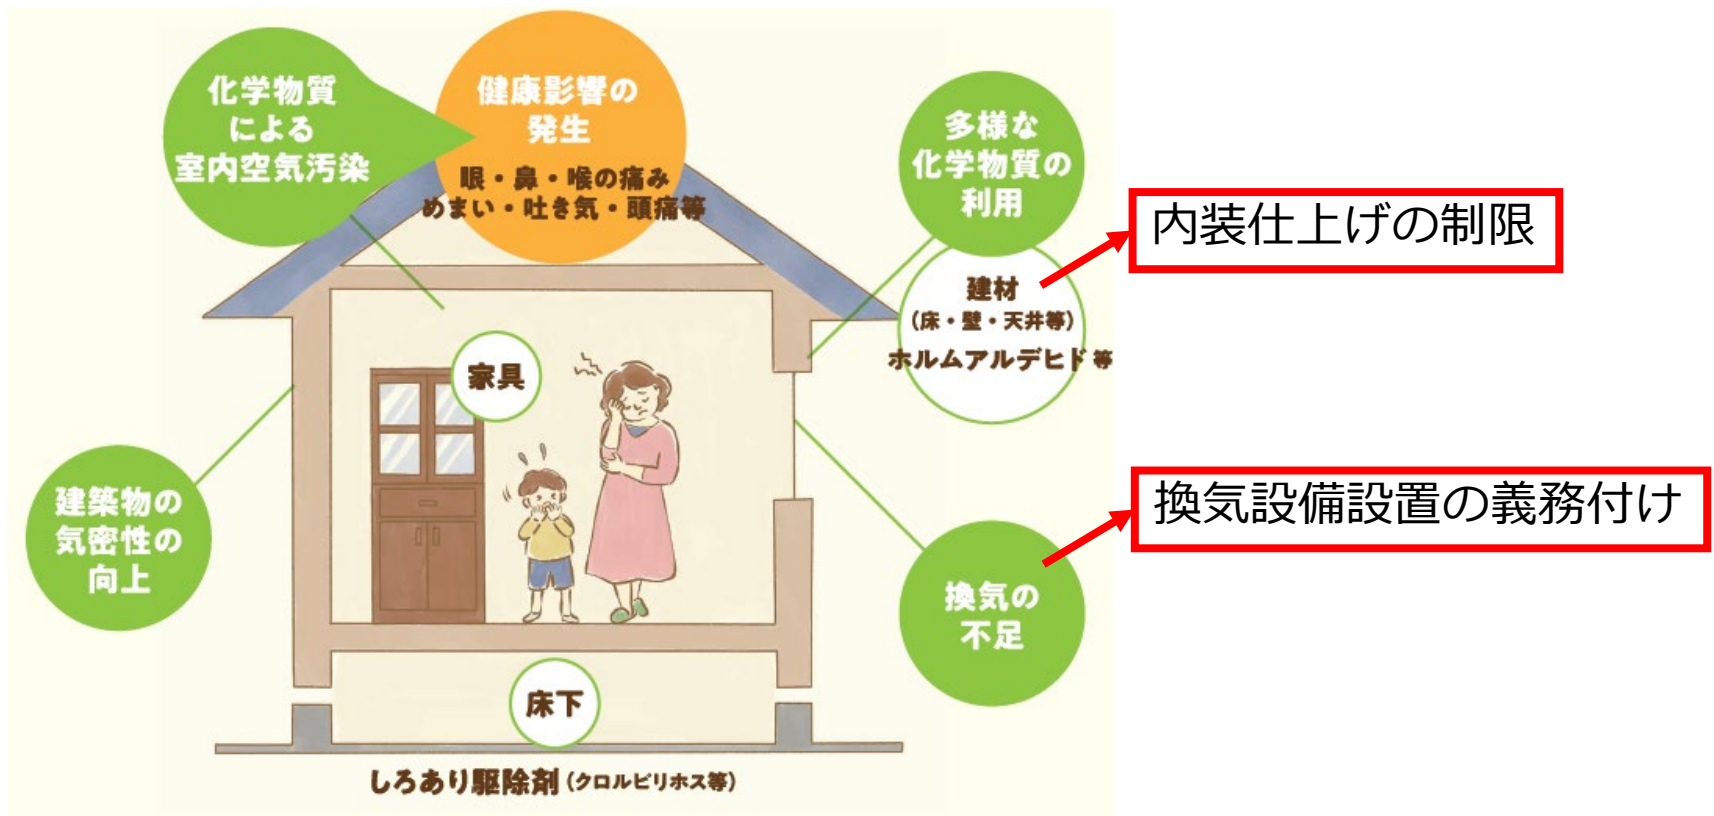 化学物質
による
室内空気汚染
健康影響の
発生
眼・鼻・喉の痛み
めまい・吐き気・頭痛等
多様な
化学物質の
利用
建材
(床・壁・天井等)
ホルムアルデヒド等
内装仕上げの制限
家具
建築物の
気密性の
向上
換気設備設置の義務付け
換気の
不足
床下
しろあり駆除剤(クロルピリホス等)